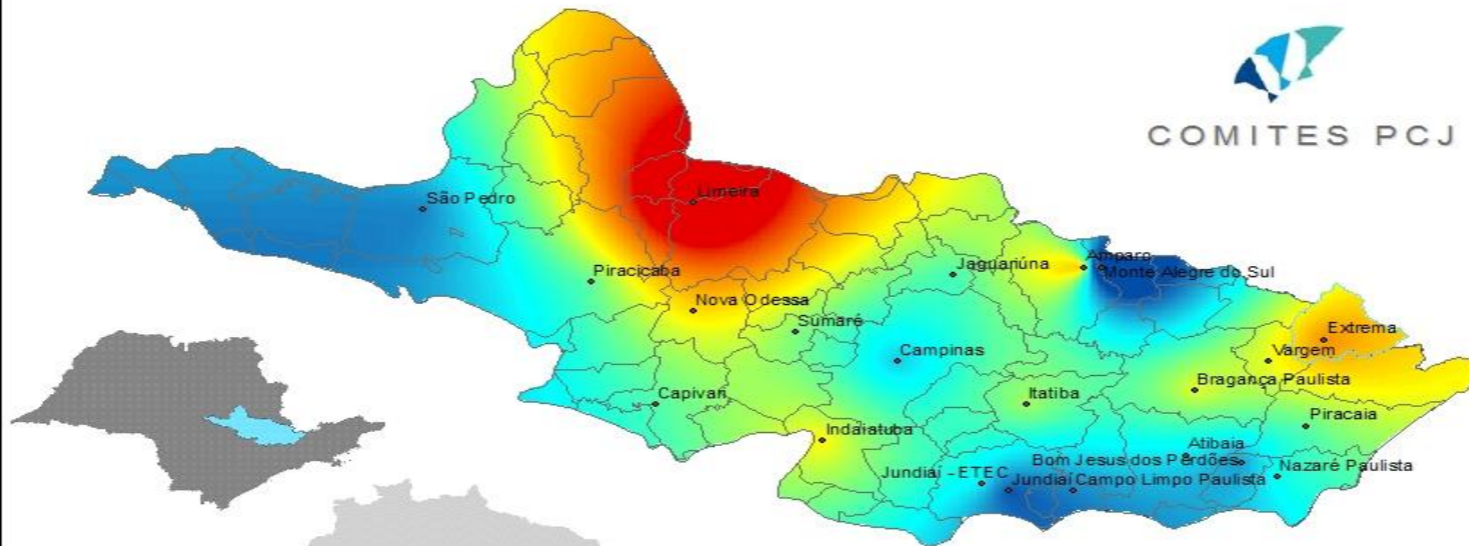 COMITES PCJ
São Pedro
Limeira
Piracicaba
Nova Odessa
Sumaré
Jaguariúna
Amparo
Monte Alegre do Sul
Campinas
Extrema
Vargem
Bragança Paulista
Capivari
Itatiba
Piracaia
Indaiatuba
Atibaia
Bom Jesus dos Perdões
Nazaré Paulista
Jundiaí - ETEC
Jundiaí
Campo Limpo Paulista